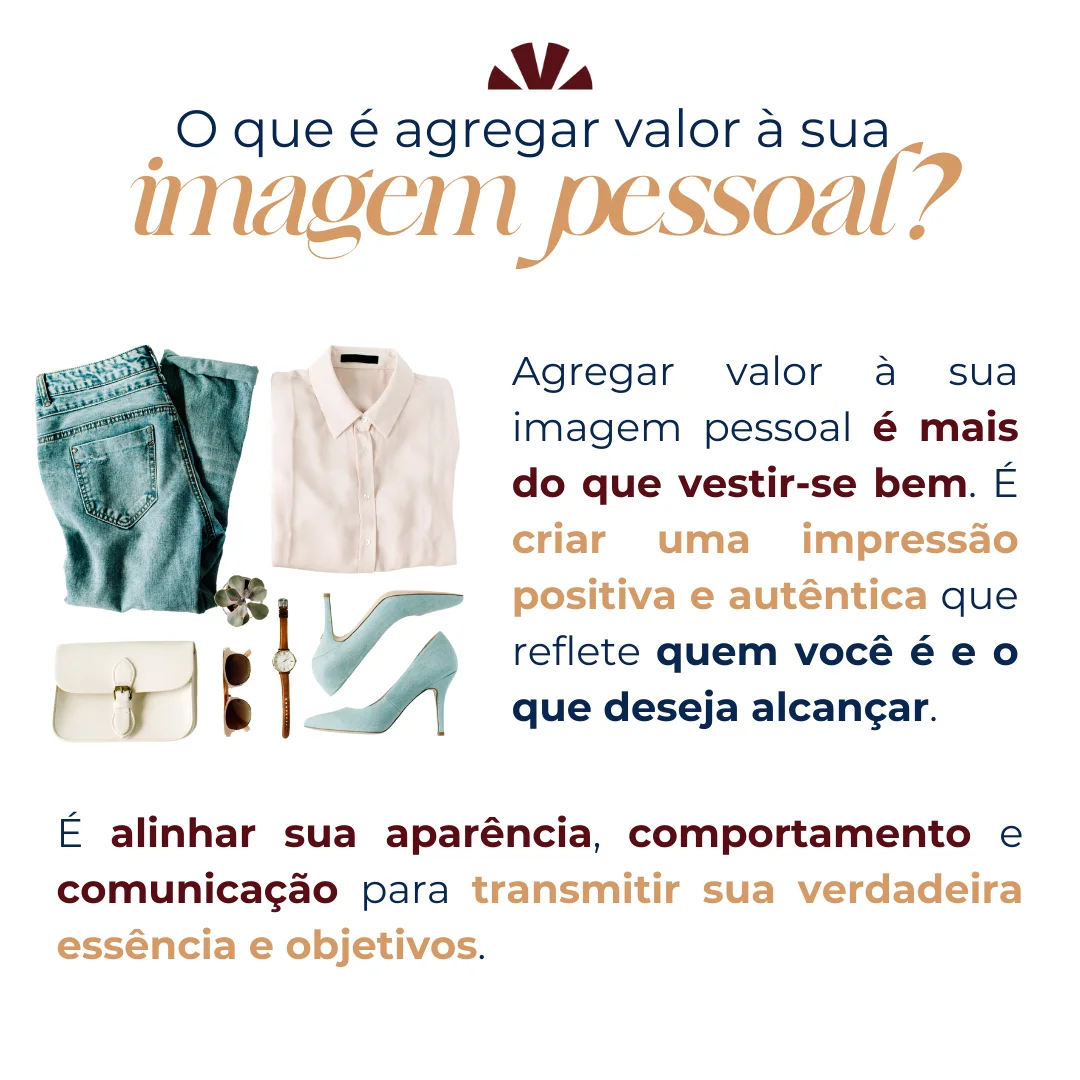 O que é agregar valor à sua
imagem pessoal?
Agregar valor à sua
imagem pessoal é mais
do que vestir-se bem. É
criar uma impressão
positiva e autêntica que
reflete quem você é e o
que deseja alcançar.
É alinhar sua aparência, comportamento e
comunicação para transmitir sua verdadeira
essência e objetivos.